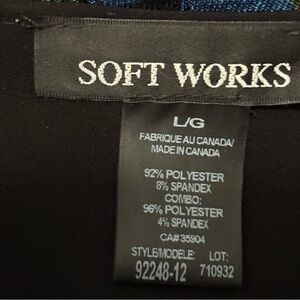 SOFT WORKS
L/G
FABRIQUE AU CANADA/
MADE IN CANADA
92% POLYESTER
8% SPANDEX
COMBO:
96% POLYESTER
4% SPANDEX
CA# 35904
STYLE/MODELE: LOT:
92248-12 710932